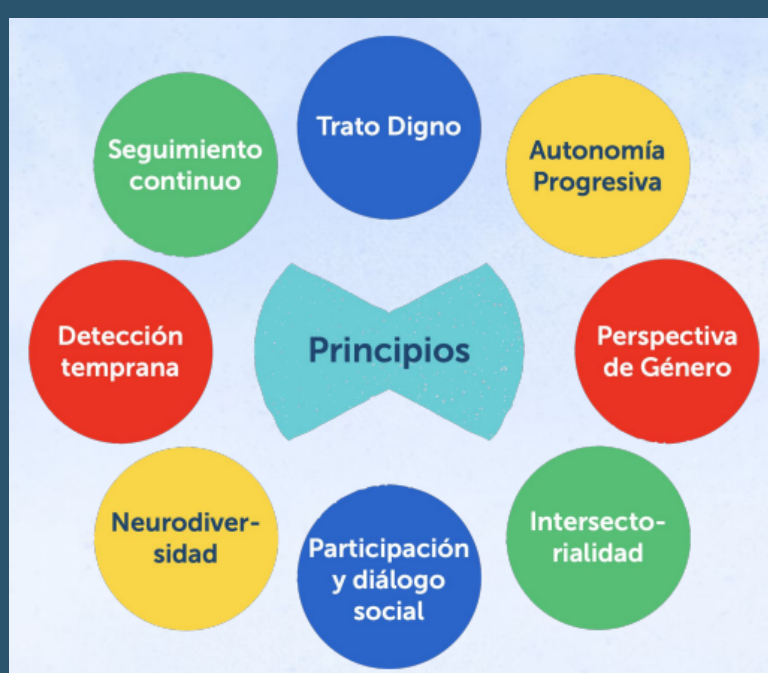 Trato Digno
Autonomía
Progresiva
Perspectiva
de Género
Intersecto-
rialidad
Participación
y diálogo
social
Neurodiver-
sidad
Detección
temprana
Seguimiento
continuo
Principios